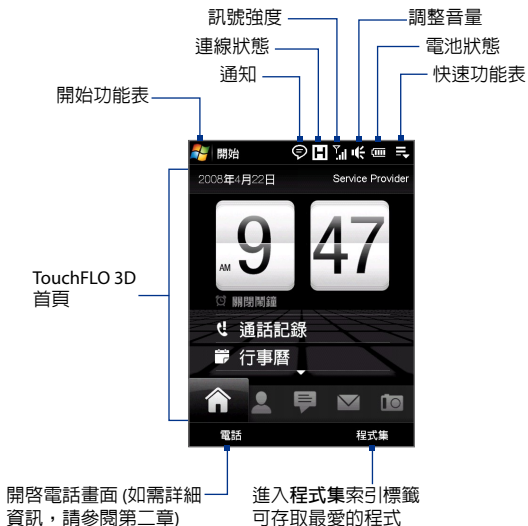 訊號強度
調整音量
連線狀態
電池狀態
通知
快速功能表
開始功能表
開始
H
2008年4月22日
Service Provider
AM 9 47
關閉鬧鐘
通話記錄
行事曆
TouchFLO 3D
首頁
電話
程式集
開啟電話畫面 (如需詳細
資訊，請參閱第二章)
進入程式集索引標籤
可存取最愛的程式